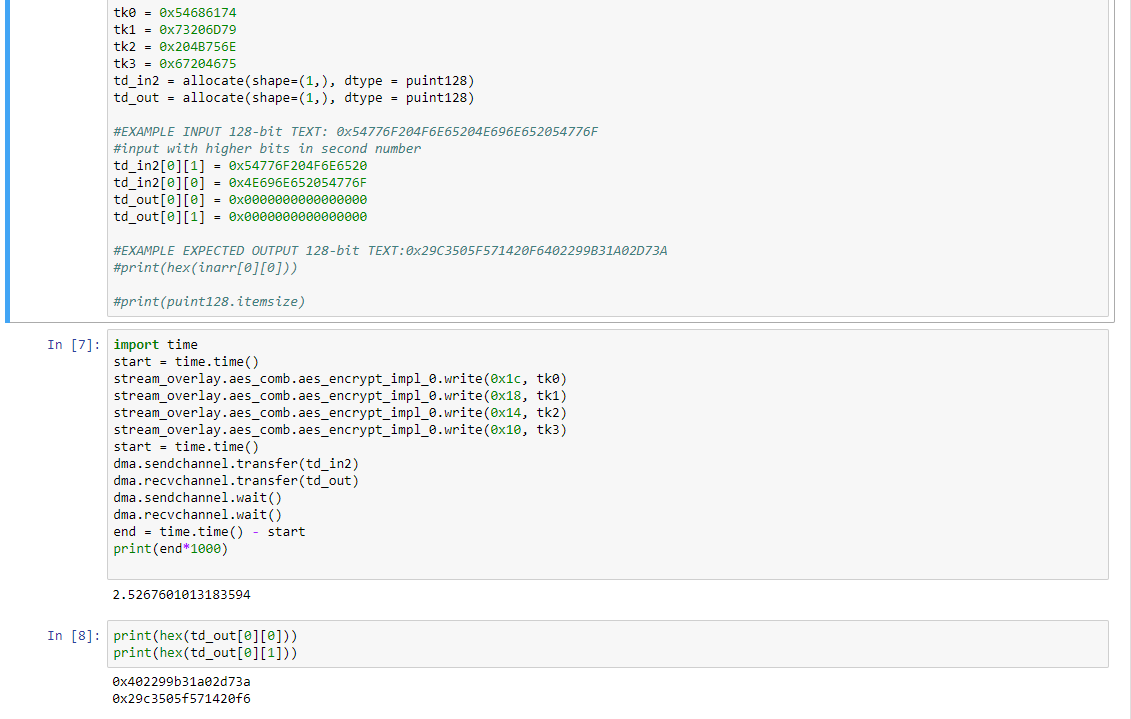 tk0 = 0x54686174
tk1 = 0x73206D79
tk2 = 0x204B756E
tk3 = 0x67204675
td_in2 = allocate(shape=(1,), dtype = puint128)
td_out = allocate(shape=(1,), dtype = puint128)
#EXAMPLE INPUT 128-bit TEXT: 0x54776F204F6E65204E696E652054776F
#input with higher bits in second number
td_in2[0][1] = 0x54776F204F6E6520
td_in2[0][0] = 0x4E696E652054776F
td_out[0][0] = 0x0000000000000000
td_out[0][1] = 0x0000000000000000
#EXAMPLE EXPECTED OUTPUT 128-bit TEXT:0x29C3505F571420F6402299B31A02D73A
#print(hex(inarr[0][0]))
#print(puint128.itemsize)
In [7]: import time
start = time.time()
stream_overlay.aes_comb.aes_encrypt_impl_0.write(0x1c, tk0)
stream_overlay.aes_comb.aes_encrypt_impl_0.write(0x18, tk1)
stream_overlay.aes_comb.aes_encrypt_impl_0.write(0x14, tk2)
stream_overlay.aes_comb.aes_encrypt_impl_0.write(0x10, tk3)
start = time.time()
dma.sendchannel.transfer(td_in2)
dma.recvchannel.transfer(td_out)
dma.sendchannel.wait()
dma.recvchannel.wait()
end = time.time() - start
print(end*1000)
2.5267601013183594
In [8]: print(hex(td_out[0][0]))
print(hex(td_out[0][1]))
0x402299b31a02d73a
0x29c3505f571420f6